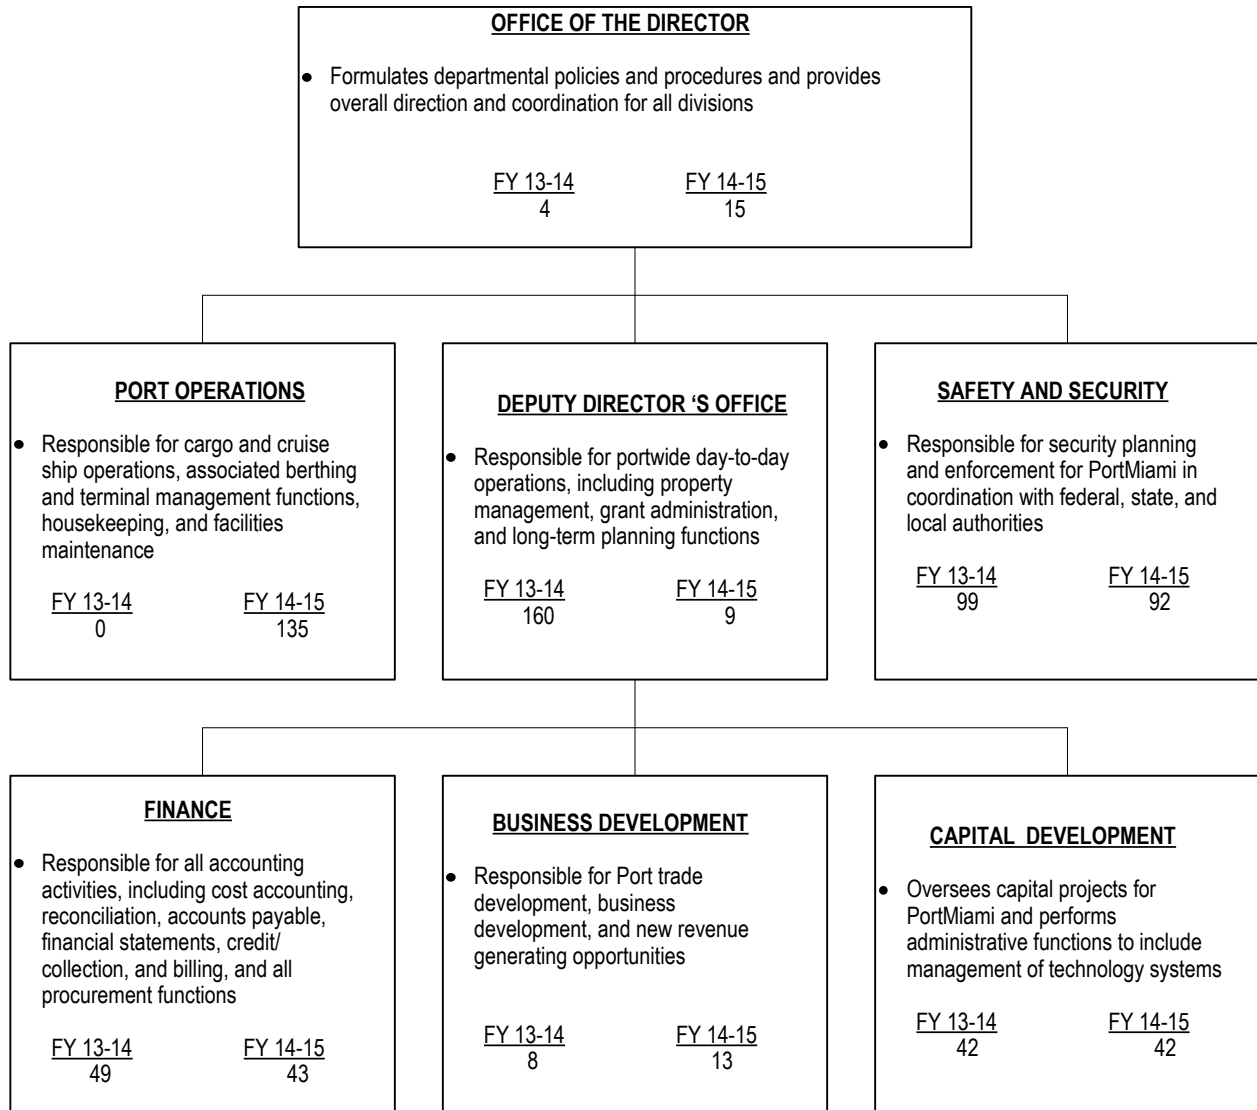 OFFICE OF THE DIRECTOR
• Formulates departmental policies and procedures and provides
overall direction and coordination for all divisions
FY 13-14 FY 14-15
4 15
PORT OPERATIONS
• Responsible for cargo and cruise
ship operations, associated berthing
and terminal management functions,
housekeeping, and facilities
maintenance
FY 13-14 FY 14-15
0 135
DEPUTY DIRECTOR ‘S OFFICE
• Responsible for portwide day-to-day
operations, including property
management, grant administration,
and long-term planning functions
FY 13-14 FY 14-15
160 9
SAFETY AND SECURITY
• Responsible for security planning
and enforcement for PortMiami in
coordination with federal, state, and
local authorities
FY 13-14 FY 14-15
99 92
FINANCE
• Responsible for all accounting
activities, including cost accounting,
reconciliation, accounts payable,
financial statements, credit/
collection, and billing, and all
procurement functions
FY 13-14 FY 14-15
49 43
BUSINESS DEVELOPMENT
• Responsible for Port trade
development, business
development, and new revenue
generating opportunities
FY 13-14 FY 14-15
8 13
CAPITAL DEVELOPMENT
• Oversees capital projects for
PortMiami and performs
administrative functions to include
management of technology systems
FY 13-14 FY 14-15
42 42